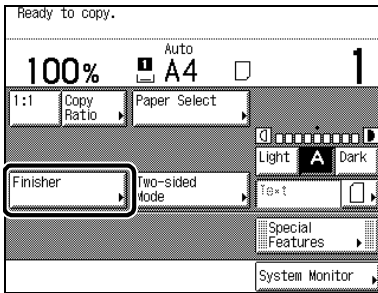 Ready to copy.
Auto
100% 1 A4 1
1:1 Copy Ratio Paper Select
Light A Dark
Finisher Two-sided Mode Text
Special Features
System Monitor